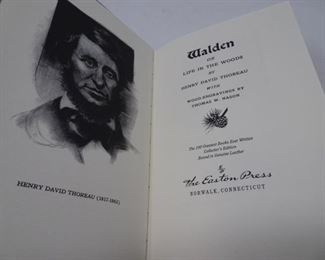 HENRY DAVID THOREAU (1817-1862)
Walden
OR
LIFE IN THE WOODS
BY
HENRY DAVID THOREAU
WITH
WOOD-ENGRAVINGS BY
THOMAS W. NASON
The 100 Greatest Books Ever Written
Collector's Edition
Bound in Genuine Leather
The Easton Press
NORWALK, CONNECTICUT